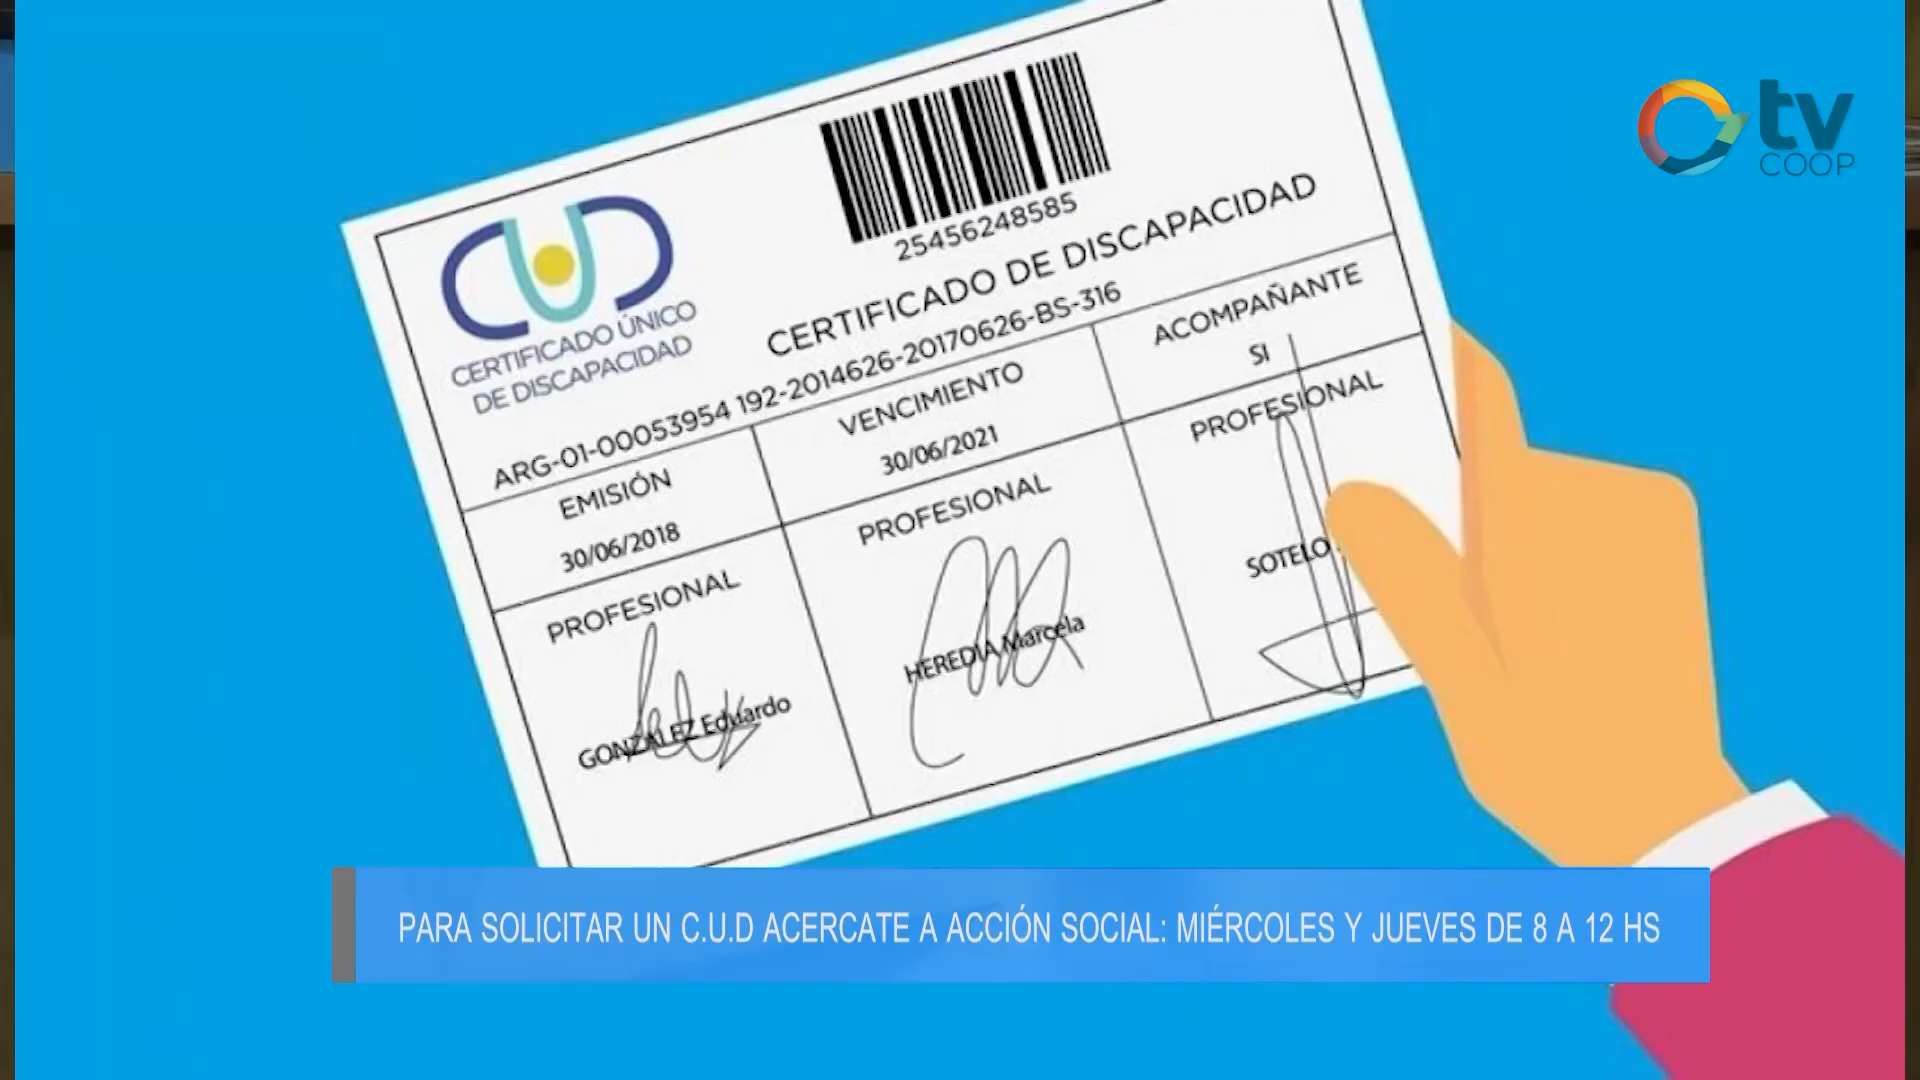 tv
COOP
25456248585
CUD
CERTIFICADO ÚNICO
DE DISCAPACIDAD
CERTIFICADO DE DISCAPACIDAD
ARG-01-00053954 192-2014626-20170626-BS-316
EMISIÓN
30/06/2018
VENCIMIENTO
30/06/2021
ACOMPAÑANTE
SI
PROFESIONAL
GONZALEZ Eduardo
PROFESIONAL
HEREDIA Marcela
PROFESIONAL
SOTELO
PARA SOLICITAR UN C.U.D ACERCATE A ACCIÓN SOCIAL: MIÉRCOLES Y JUEVES DE 8 A 12 HS